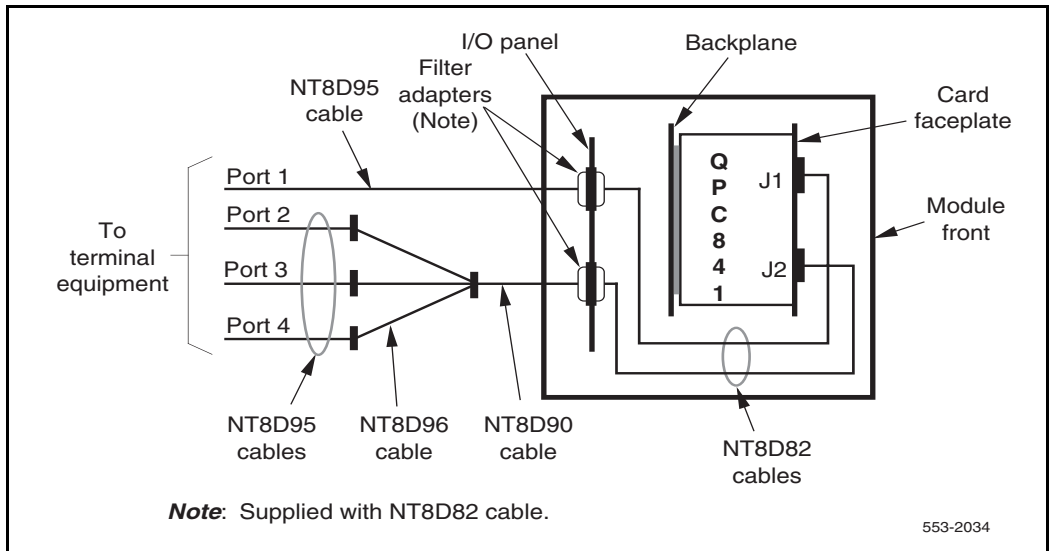 I/O panel
Backplane
Filter
adapters
(Note)
NT8D95
cable
Card
faceplate
Port 1
Q
P
C
8
4
1
J1
Port 2
Module
front
To
terminal
equipment
Port 3
J2
Port 4
NT8D95
cables
NT8D96
cable
NT8D90
cable
NT8D82
cables
Note: Supplied with NT8D82 cable.
553-2034